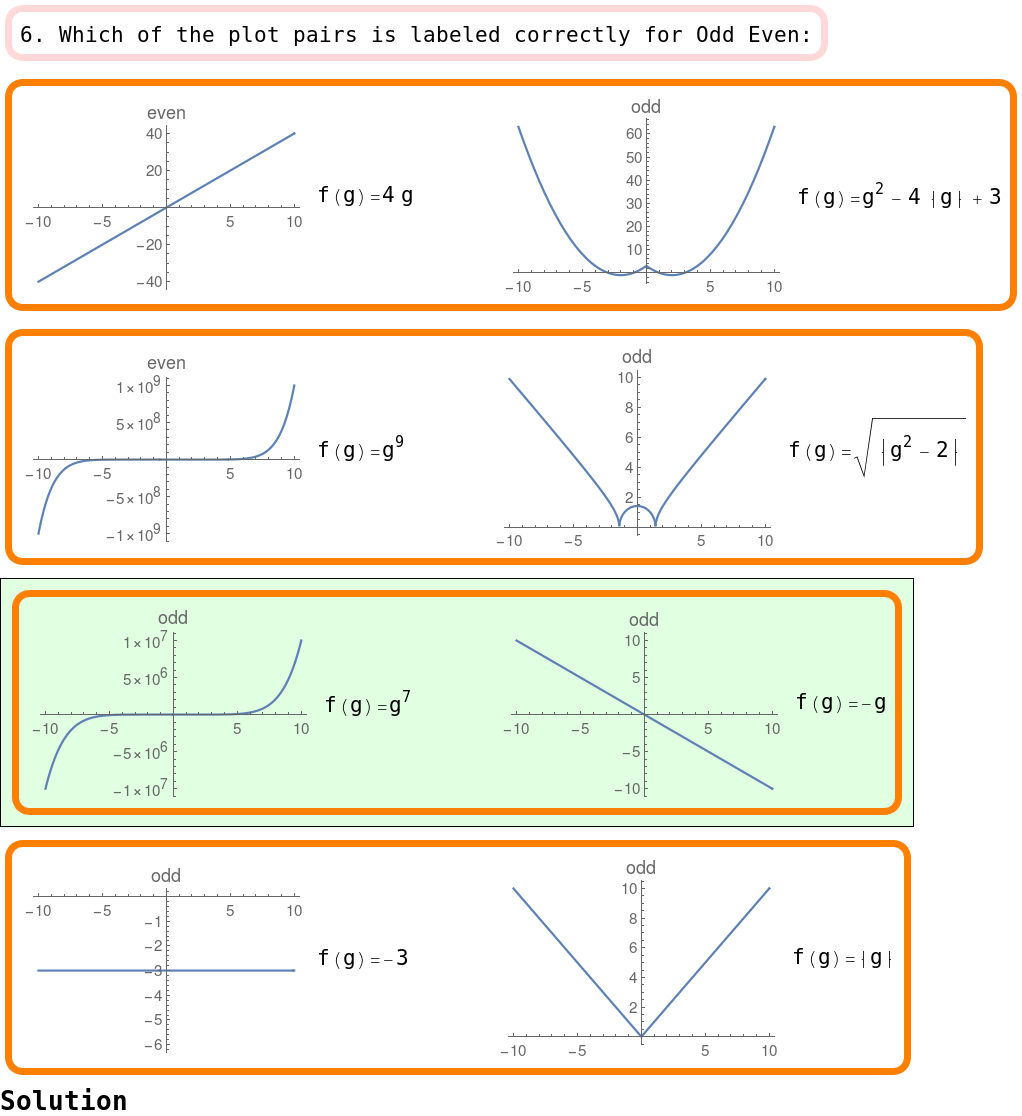 6. Which of the plot pairs is labeled correctly for Odd Even:
even
40
20
−10 −5 5 10
−20
−40
f(g)=4 g
odd
60
50
40
30
20
10
−10 −5 5 10
f(g)=g² − 4 |g| + 3
even
1×10⁹
5×10⁸
−10 −5 5 10
−5×10⁸
−1×10⁹
f(g)=g⁹
odd
10
8
6
4
2
−10 −5 5 10
f(g)=√|g² − 2|
odd
1×10⁷
5×10⁶
−10 −5 5 10
−5×10⁶
−1×10⁷
f(g)=g⁷
odd
10
5
−10 −5 5 10
−5
−10
f(g)=−g
odd
−10 −5 5 10
−1
−2
−3
−4
−5
−6
f(g)=−3
odd
10
8
6
4
2
−10 −5 5 10
f(g)=|g|
Solution